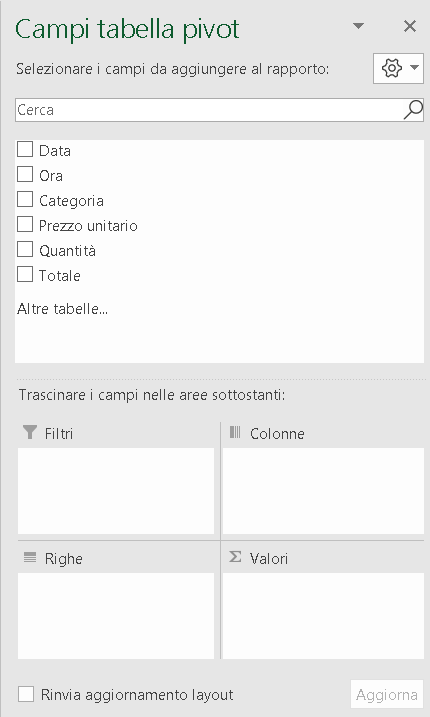 Campi tabella pivot
Selezionare i campi da aggiungere al rapporto:
Cerca
Data
Ora
Categoria
Prezzo unitario
Quantità
Totale
Altre tabelle...
Trascinare i campi nelle aree sottostanti:
Filtri
Colonne
Righe
Valori
Rinvia aggiornamento layout
Aggiorna